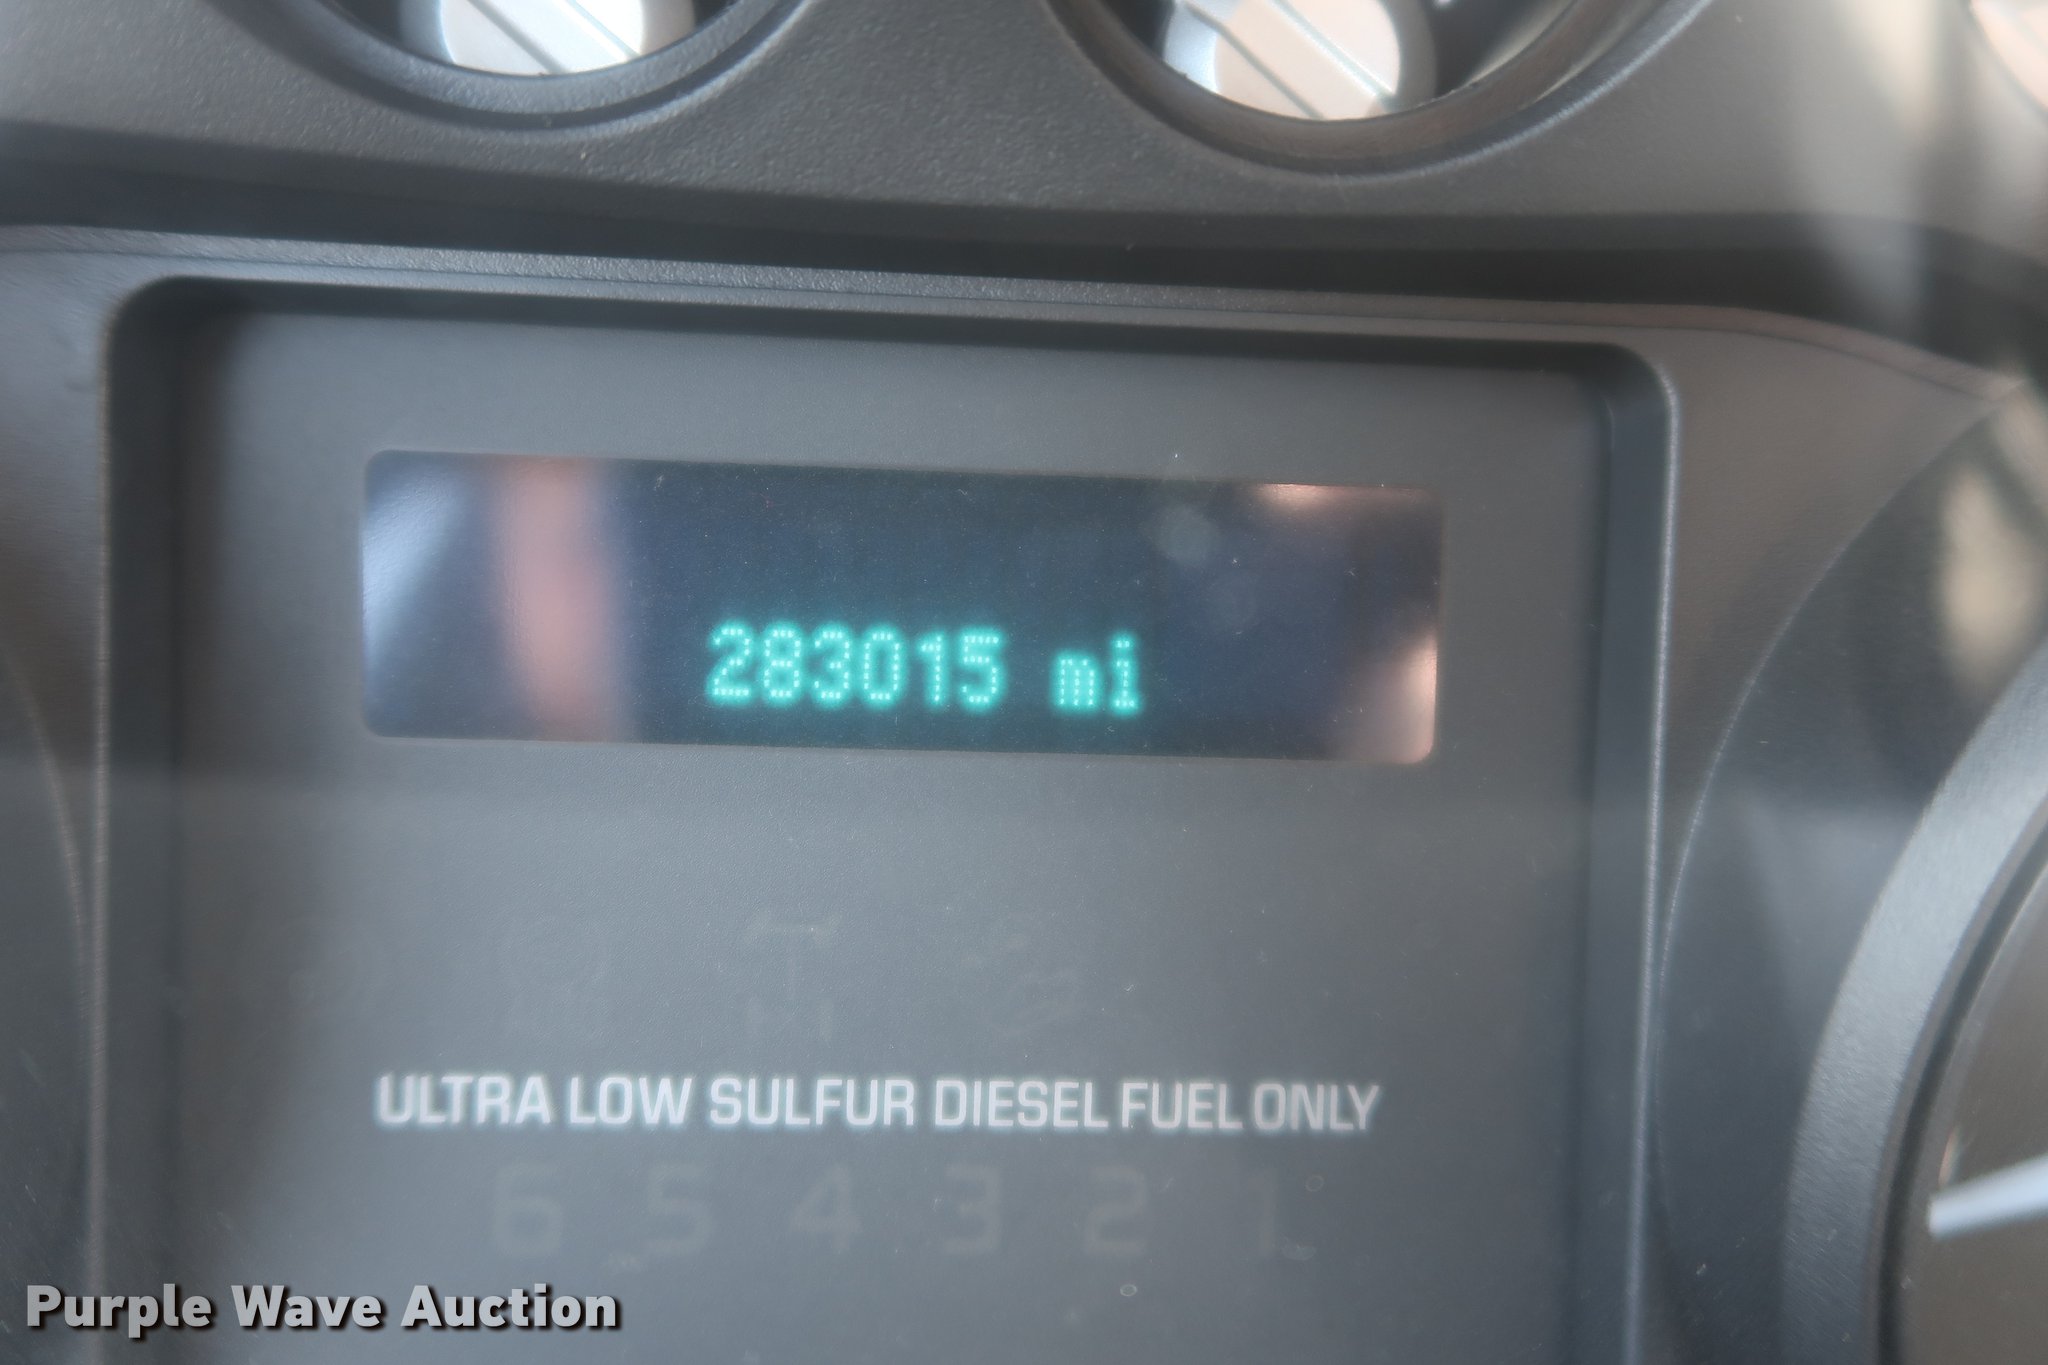 283015 mi
ULTRA LOW SULFUR DIESEL FUEL ONLY
6 5 4 3 2 1
Purple Wave Auction